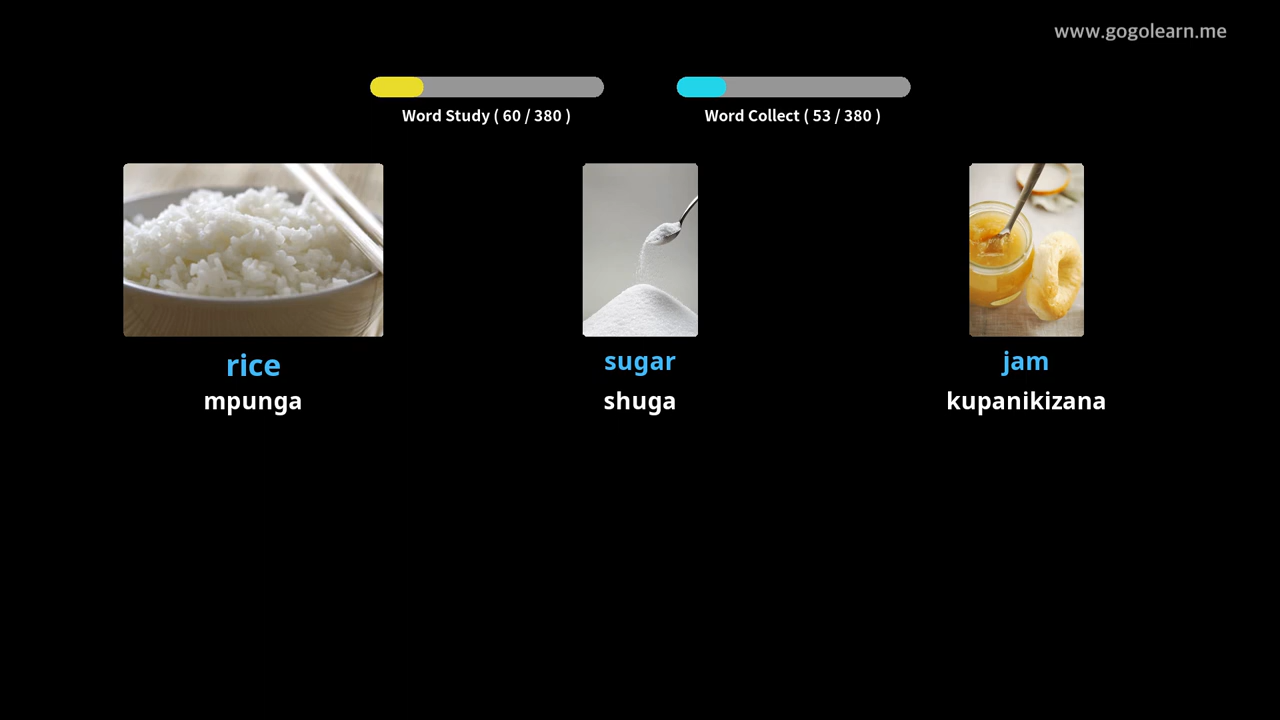 www.gogolearn.me
Word Study ( 60 / 380 )
Word Collect ( 53 / 380 )
rice
mpunga
sugar
shuga
jam
kupanikizana